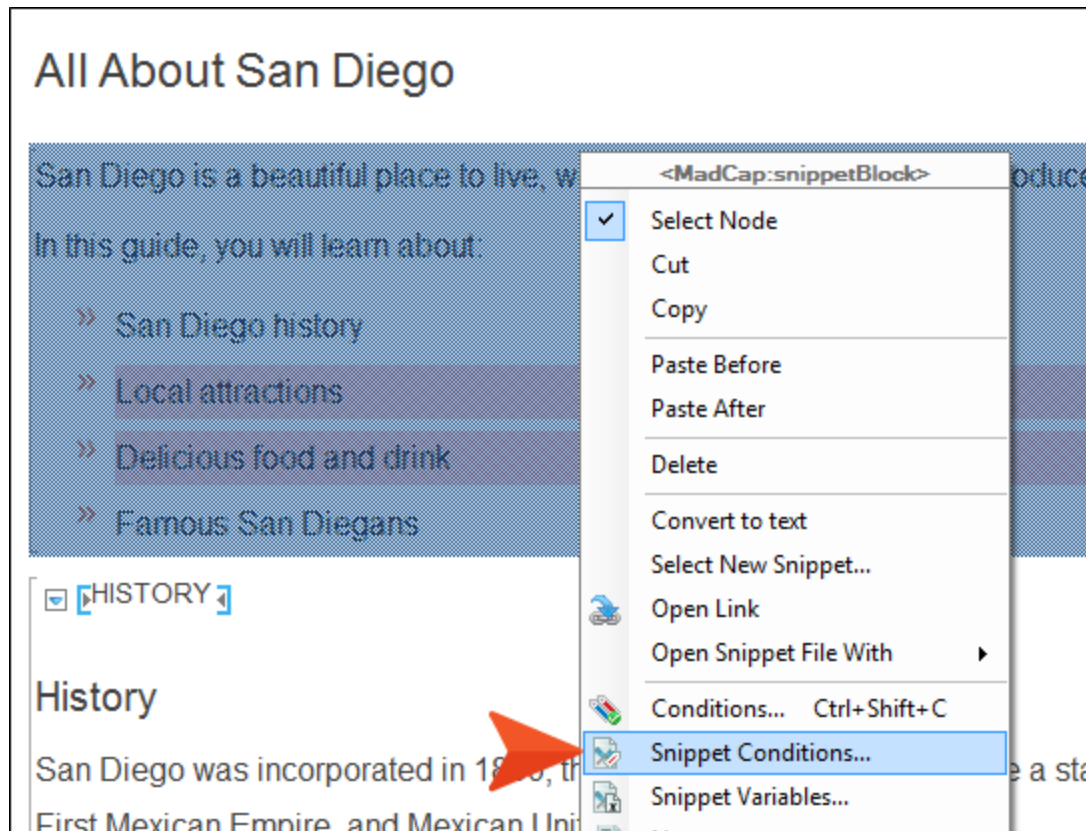 All About San Diego
San Diego is a beautiful place to live, w
<MadCap:snippetBlock>
Select Node
In this guide, you will learn about:
Cut
Copy
» San Diego history
Paste Before
» Local attractions
Paste After
» Delicious food and drink
Delete
» Famous San Diegans
Convert to text
Select New Snippet...
HISTORY
Open Link
Open Snippet File With
History
Conditions... Ctrl+Shift+C
Snippet Conditions...
San Diego was incorporated in
Snippet Variables...
First Mexican Empire, and Mexican